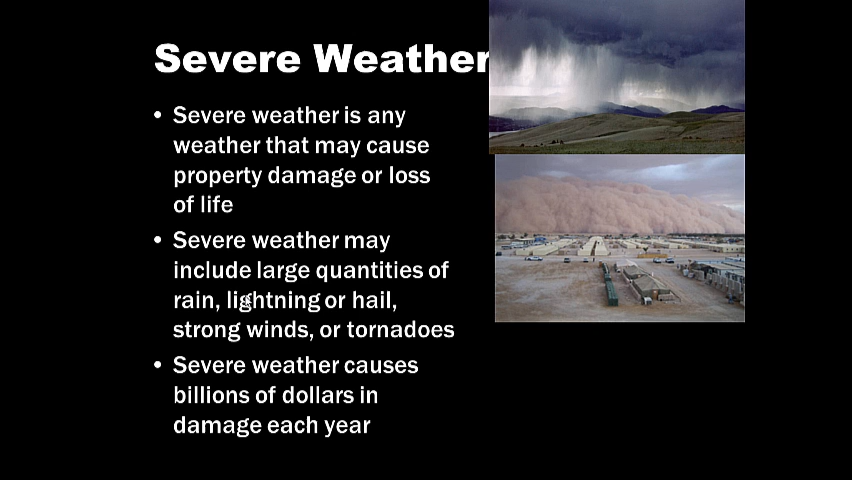 Severe Weather
• Severe weather is any
weather that may cause
property damage or loss
of life
• Severe weather may
include large quantities of
rain, lightning or hail,
strong winds, or tornadoes
• Severe weather causes
billions of dollars in
damage each year